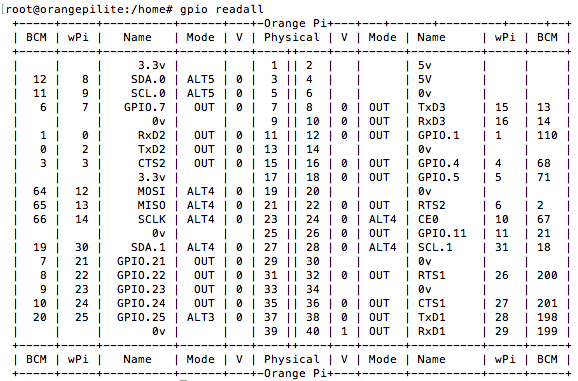 [root@orangepilite:/home# gpio readall
+-----+-----+----------+------+---+-Orange Pi+---+---+------+---------+-----+--+
| BCM | wPi | Name | Mode | V | Physical | V | Mode | Name | wPi | BCM |
+-----+-----+----------+------+---+----++----+---+------+----------+-----+-----+
| | | 3.3v | | | 1 || 2 | | | 5v | | |
| 12 | 8 | SDA.0 | ALT5 | 0 | 3 || 4 | | | 5V | | |
| 11 | 9 | SCL.0 | ALT5 | 0 | 5 || 6 | | | 0v | | |
| 6 | 7 | GPIO.7 | OUT | 0 | 7 || 8 | 0 | OUT | TxD3 | 15 | 13 |
| | | 0v | | | 9 || 10 | 0 | OUT | RxD3 | 16 | 14 |
| 1 | 0 | RxD2 | OUT | 0 | 11 || 12 | 0 | OUT | GPIO.1 | 1 | 110 |
| 0 | 2 | TxD2 | OUT | 0 | 13 || 14 | | | 0v | | |
| 3 | 3 | CTS2 | OUT | 0 | 15 || 16 | 0 | OUT | GPIO.4 | 4 | 68 |
| | | 3.3v | | | 17 || 18 | 0 | OUT | GPIO.5 | 5 | 71 |
| 64 | 12 | MOSI | ALT4 | 0 | 19 || 20 | | | 0v | | |
| 65 | 13 | MISO | ALT4 | 0 | 21 || 22 | 0 | OUT | RTS2 | 6 | 2 |
| 66 | 14 | SCLK | ALT4 | 0 | 23 || 24 | 0 | ALT4 | CE0 | 10 | 67 |
| | | 0v | | | 25 || 26 | 0 | OUT | GPIO.11 | 11 | 21 |
| 19 | 30 | SDA.1 | ALT4 | 0 | 27 || 28 | 0 | ALT4 | SCL.1 | 31 | 18 |
| 7 | 21 | GPIO.21 | OUT | 0 | 29 || 30 | | | 0v | | |
| 8 | 22 | GPIO.22 | OUT | 0 | 31 || 32 | 0 | OUT | RTS1 | 26 | 200 |
| 9 | 23 | GPIO.23 | OUT | 0 | 33 || 34 | | | 0v | | |
| 10 | 24 | GPIO.24 | OUT | 0 | 35 || 36 | 0 | OUT | CTS1 | 27 | 201 |
| 20 | 25 | GPIO.25 | ALT3 | 0 | 37 || 38 | 0 | OUT | TxD1 | 28 | 198 |
| | | 0v | | | 39 || 40 | 1 | OUT | RxD1 | 29 | 199 |
+-----+-----+----------+------+---+----++----+---+------+----------+-----+-----+
| BCM | wPi | Name | Mode | V | Physical | V | Mode | Name | wPi | BCM |
+-----+-----+----------+------+---+-Orange Pi+---+------+----------+-----+-----+